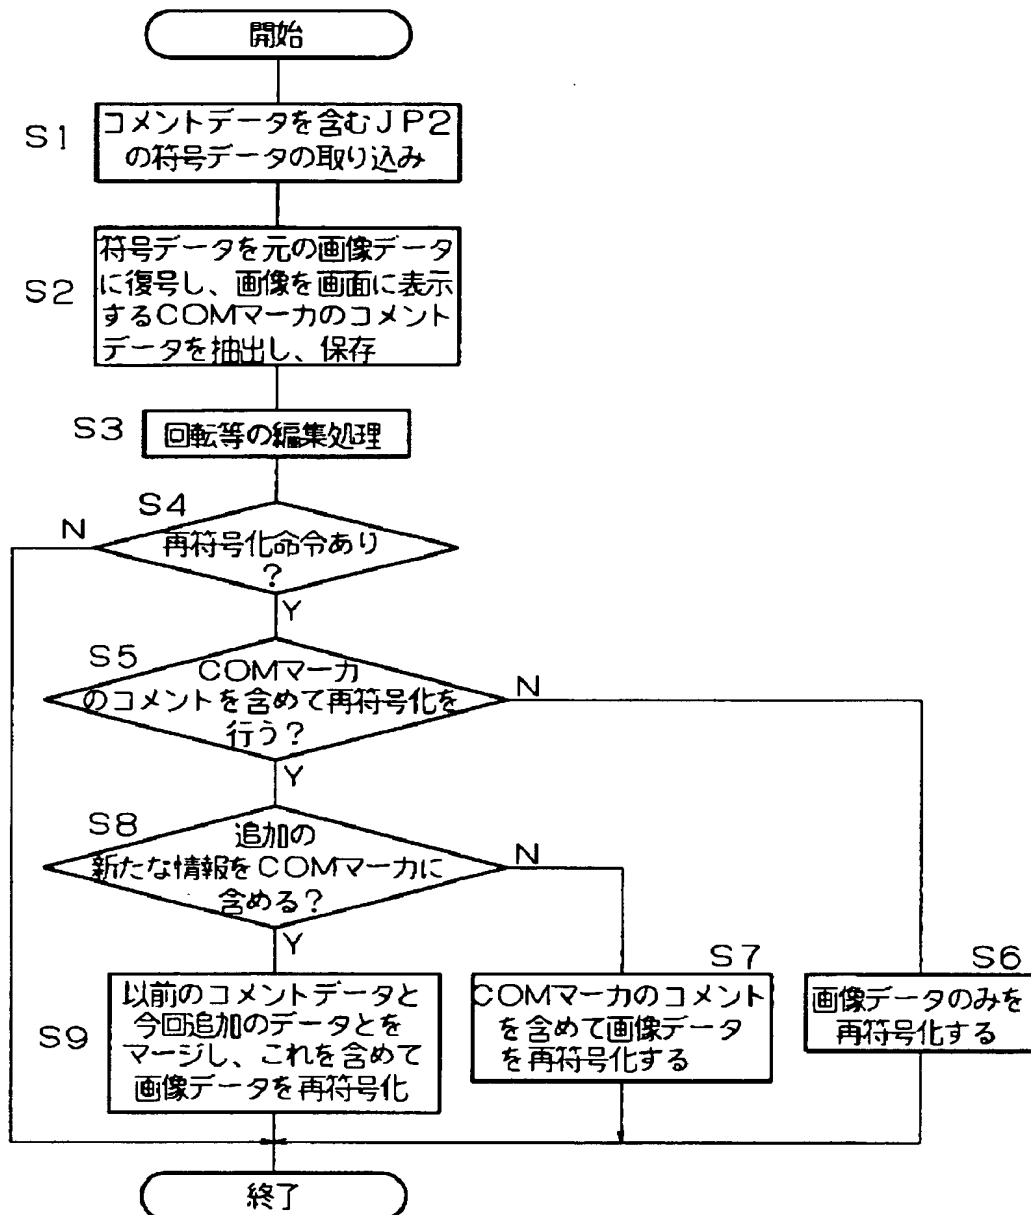 開始
S1
コメントデータを含むJP2
の符号データの取り込み
S2
符号データを元の画像データ
に復号し、画像を画面に表示
するCOMマーカのコメント
データを抽出し、保存
S3
回転等の編集処理
S4
N
再符号化命令あり
?
Y
S5
COMマーカ
のコメントを含めて再符号化を
行う?
N
Y
S8
追加の
新たな情報をCOMマーカに
含める?
N
Y
S9
以前のコメントデータと
今回追加のデータとを
マージし、これを含めて
画像データを再符号化
S7
COMマーカのコメント
を含めて画像データ
を再符号化する
S6
画像データのみを
再符号化する
終了